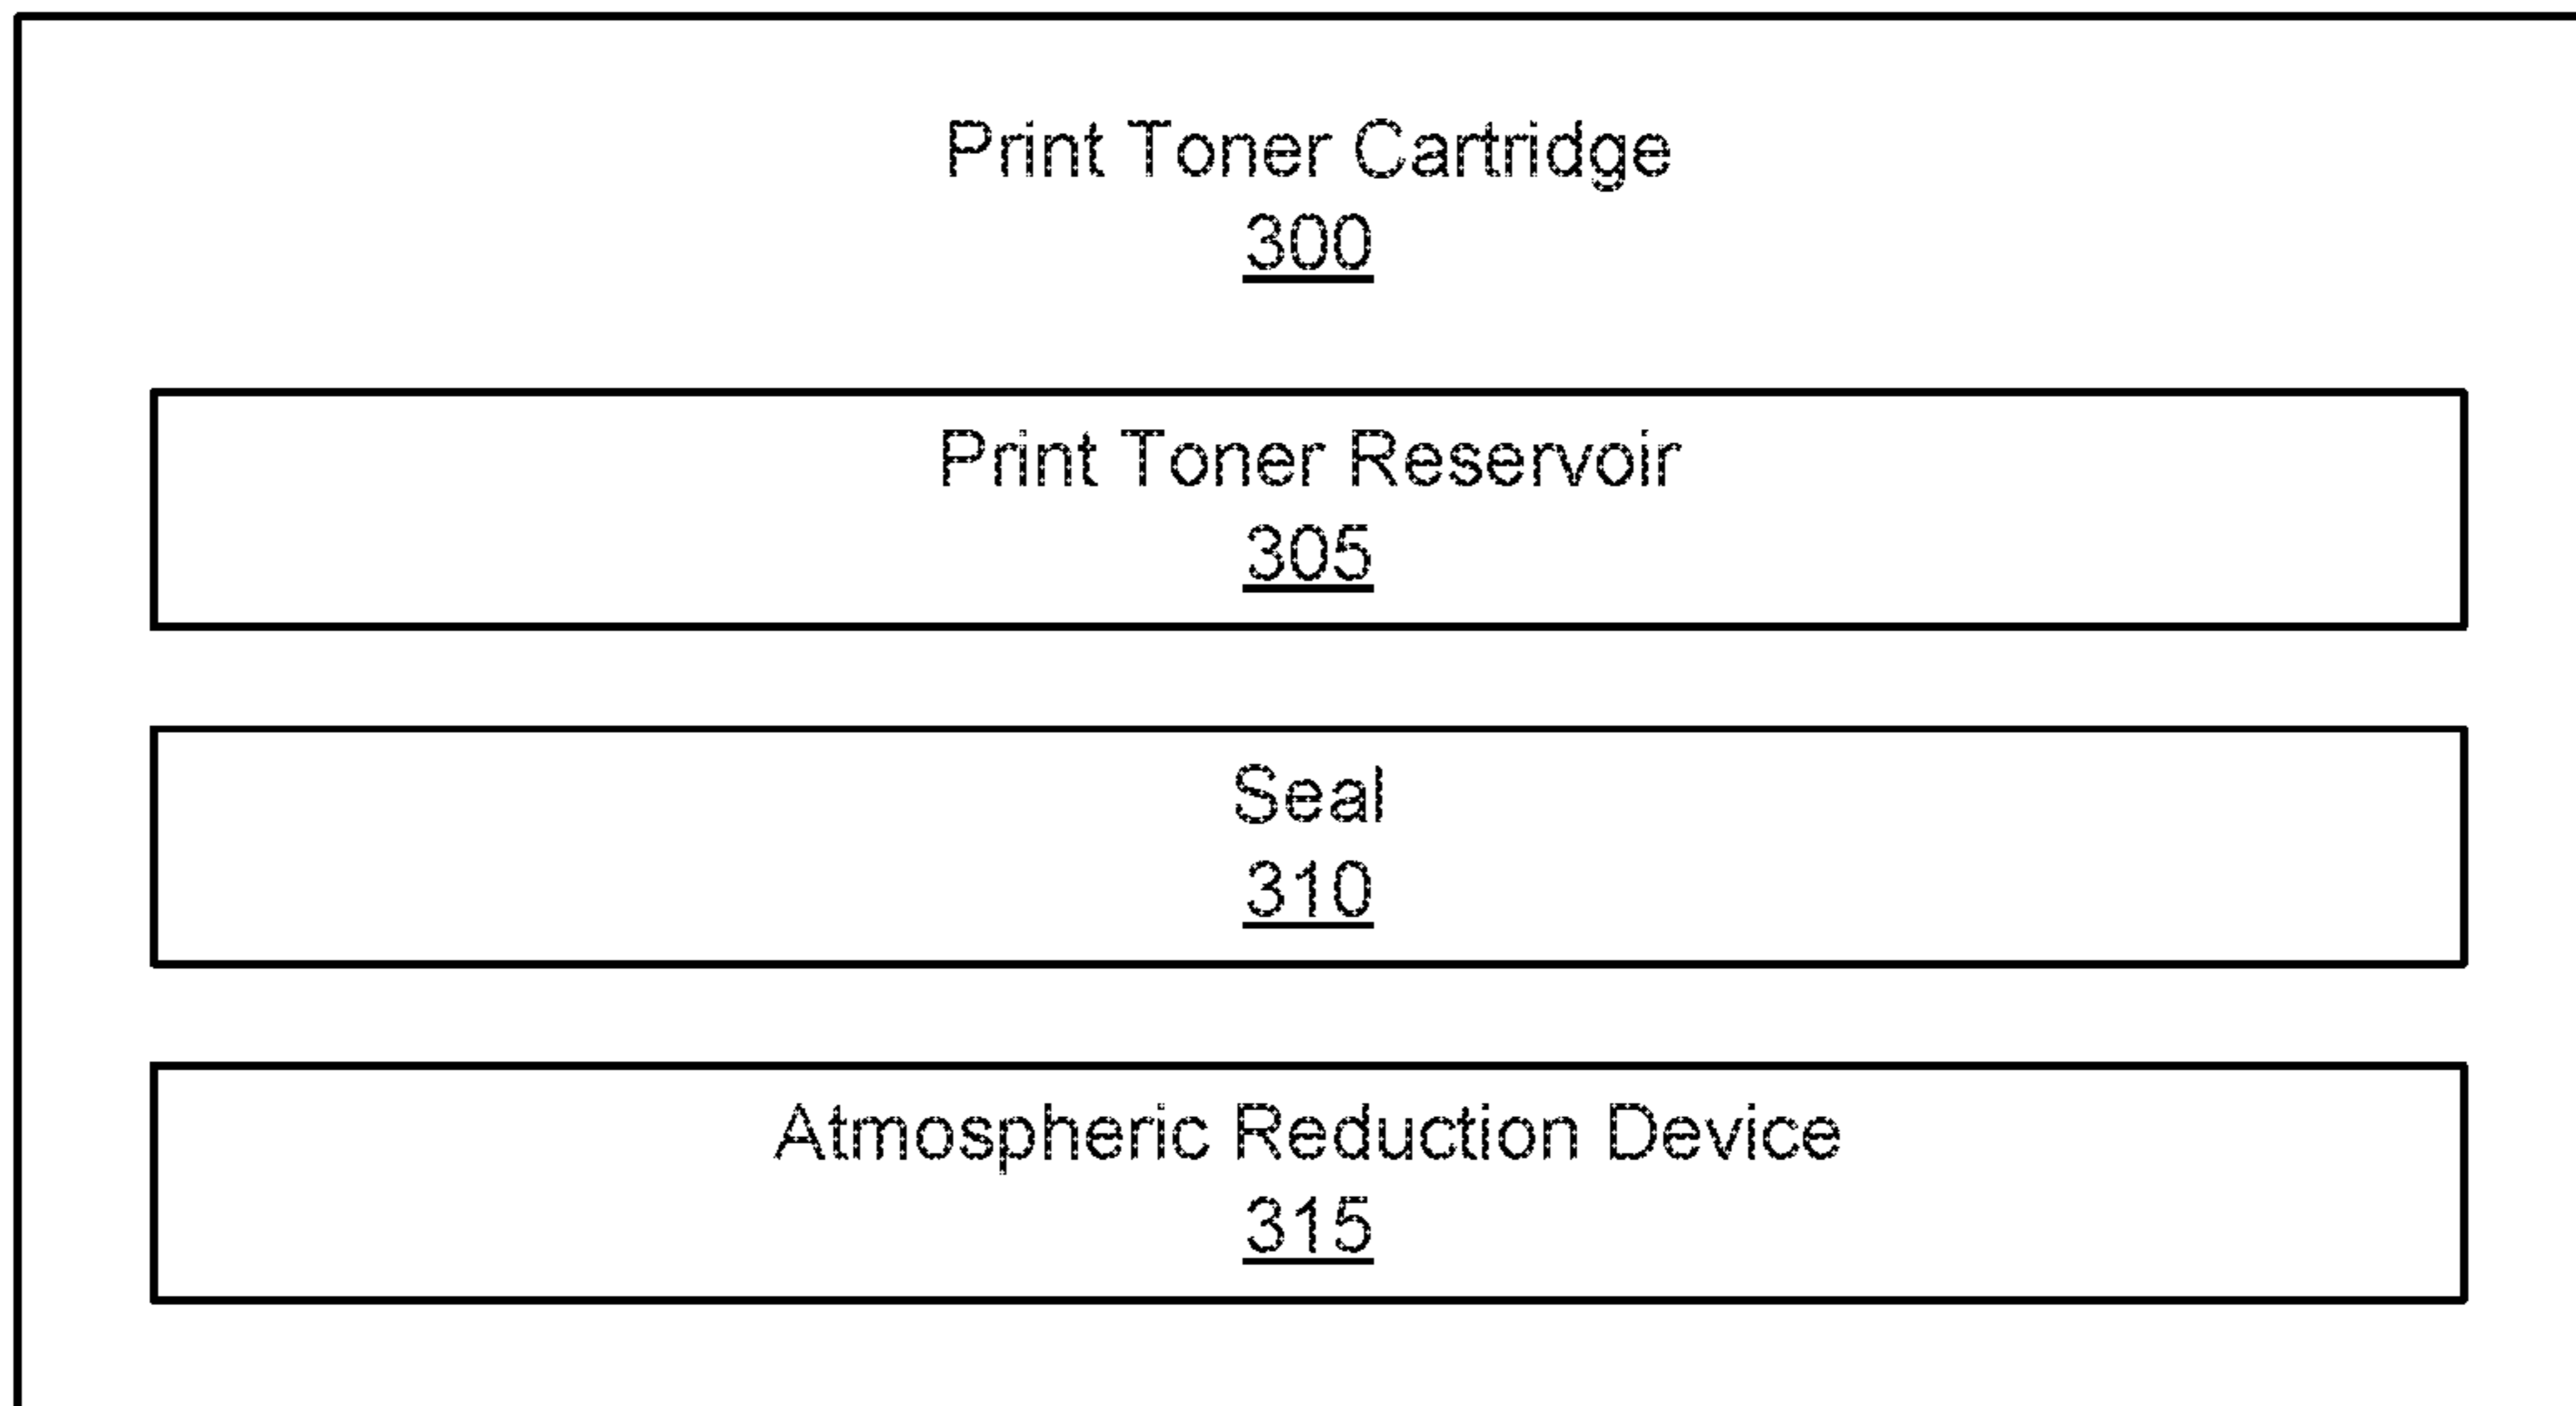 Print Toner Cartridge
300
Print Toner Reservoir
305
Seal
310
Atmospheric Reduction Device
315